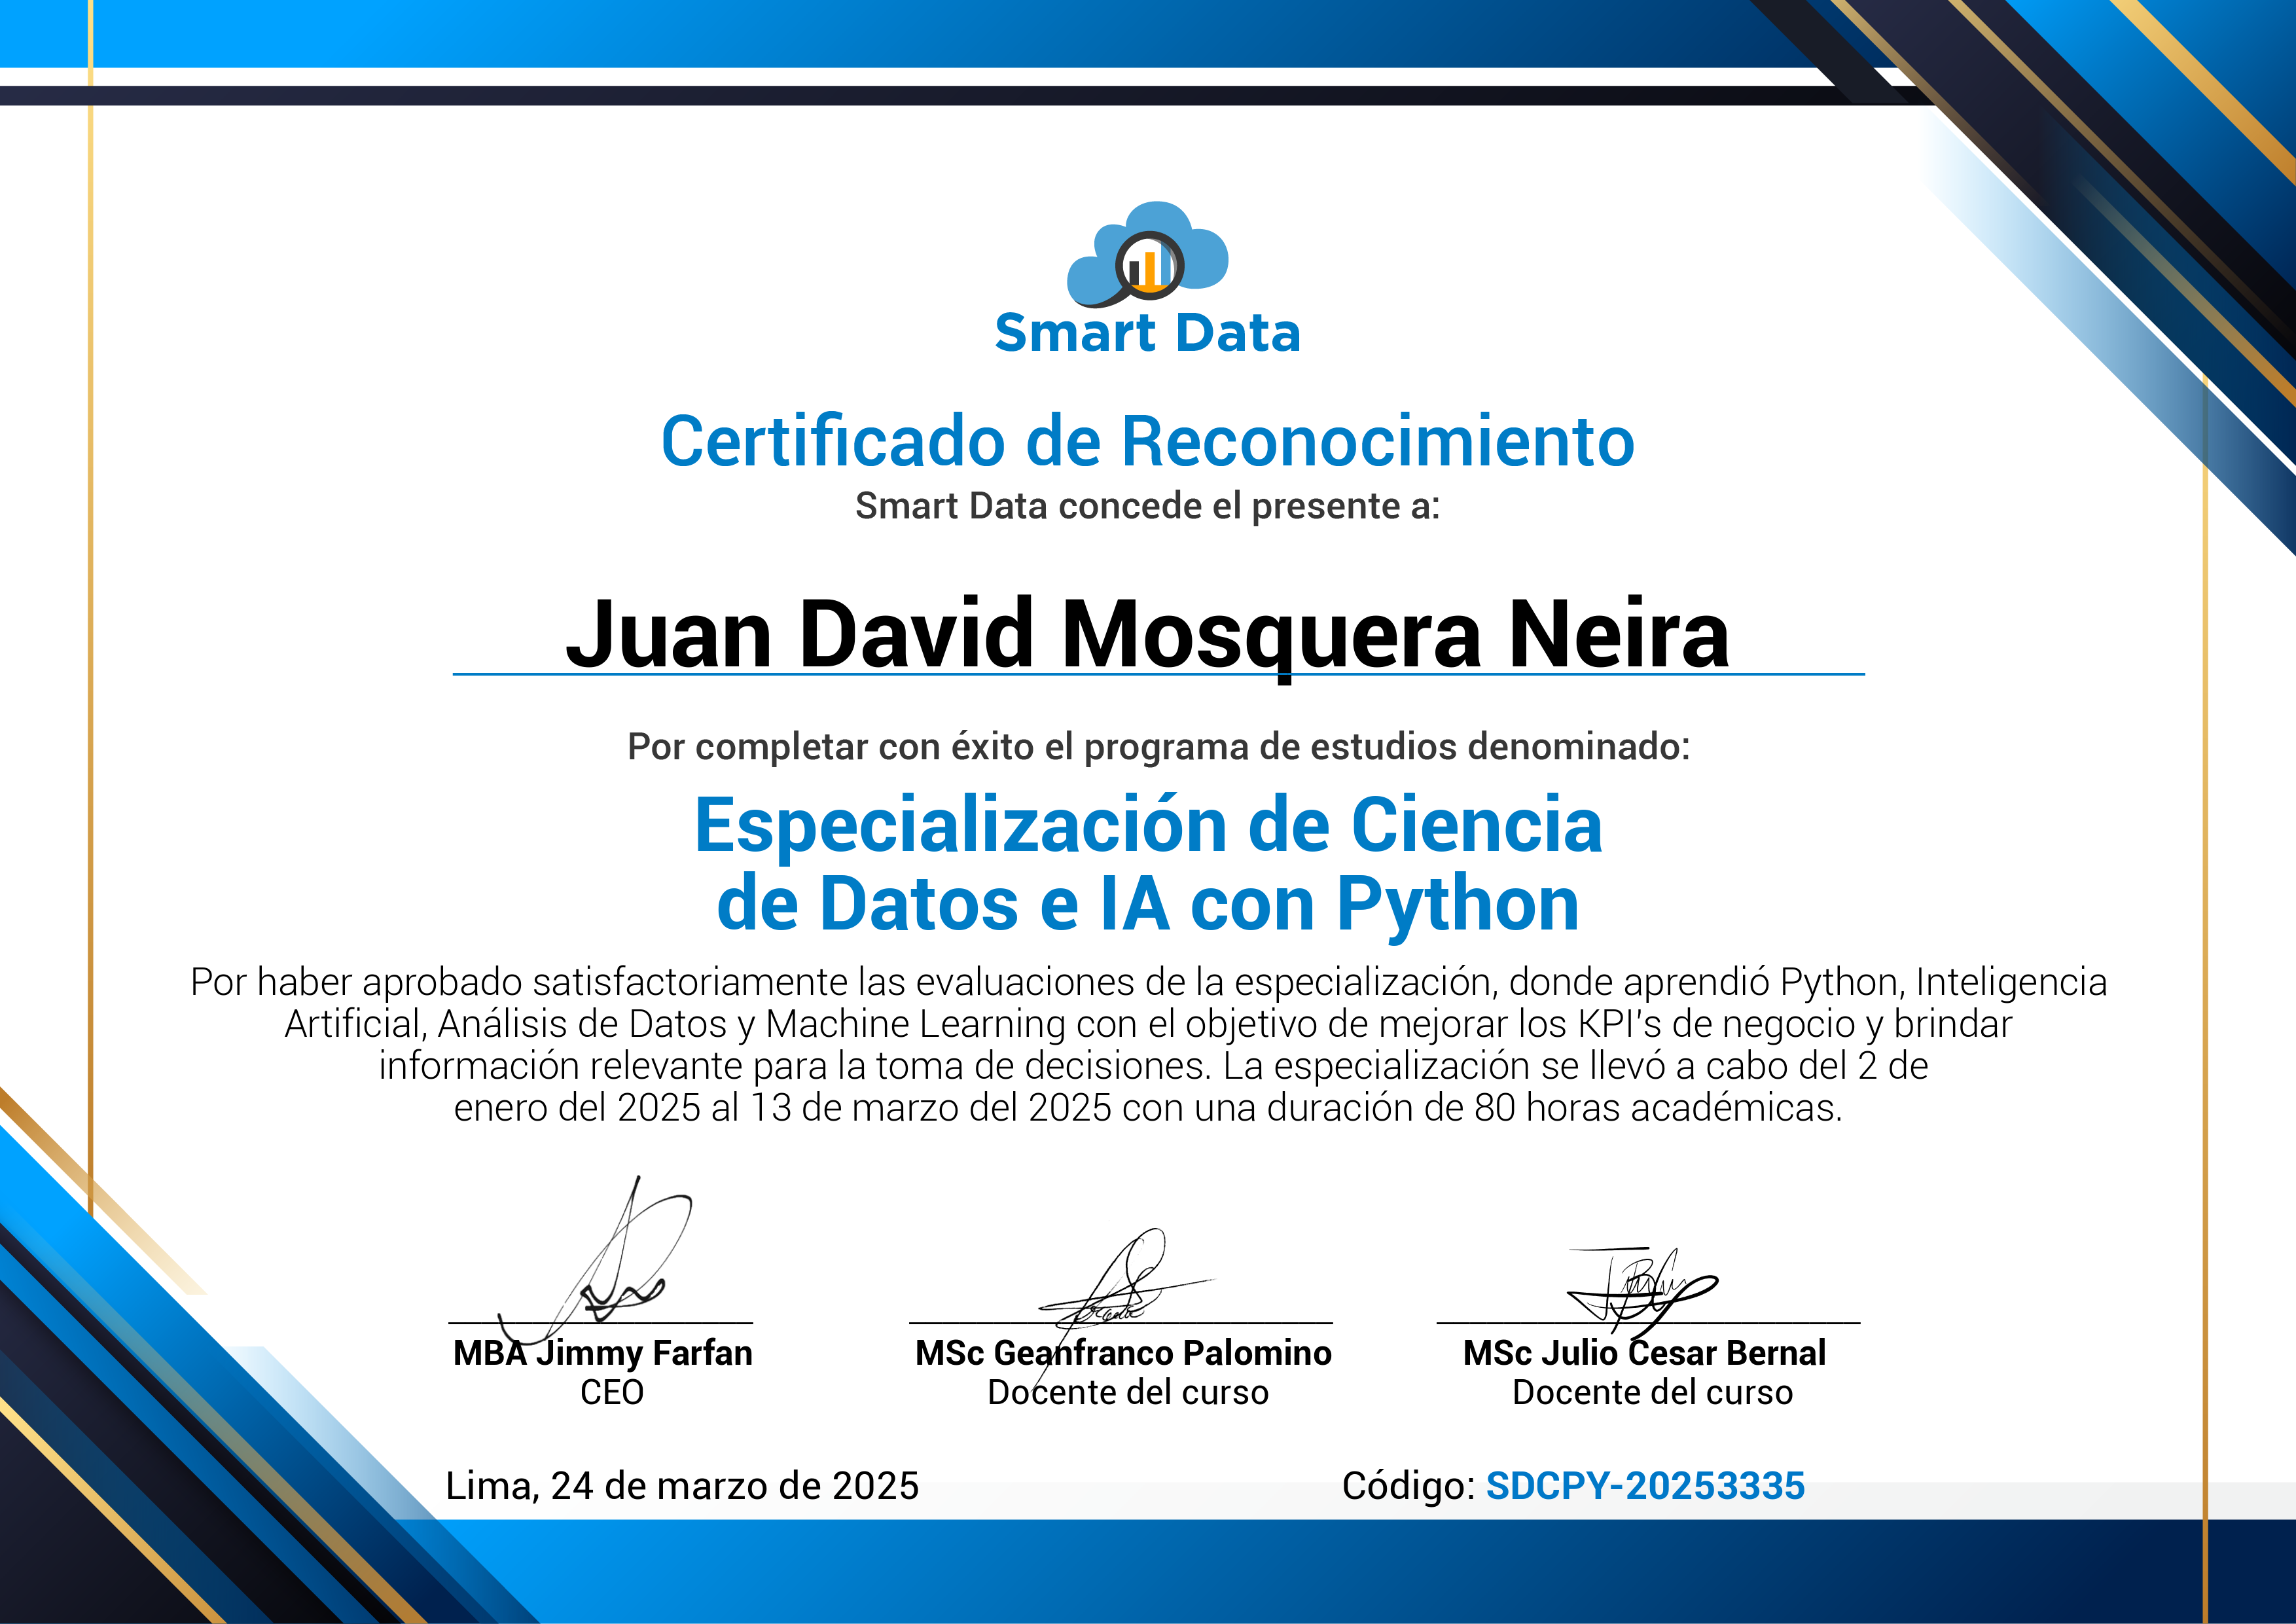 Smart Data
Certificado de Reconocimiento
Smart Data concede el presente a:
Juan David Mosquera Neira
Por completar con éxito el programa de estudios denominado:
Especialización de Ciencia
de Datos e IA con Python
Por haber aprobado satisfactoriamente las evaluaciones de la especialización, donde aprendió Python, Inteligencia
Artificial, Análisis de Datos y Machine Learning con el objetivo de mejorar los KPI's de negocio y brindar
información relevante para la toma de decisiones. La especialización se llevó a cabo del 2 de
enero del 2025 al 13 de marzo del 2025 con una duración de 80 horas académicas.
MBA Jimmy Farfan
CEO
MSc Geanfranco Palomino
Docente del curso
MSc Julio Cesar Bernal
Docente del curso
Lima, 24 de marzo de 2025
Código: SDCPY-20253335